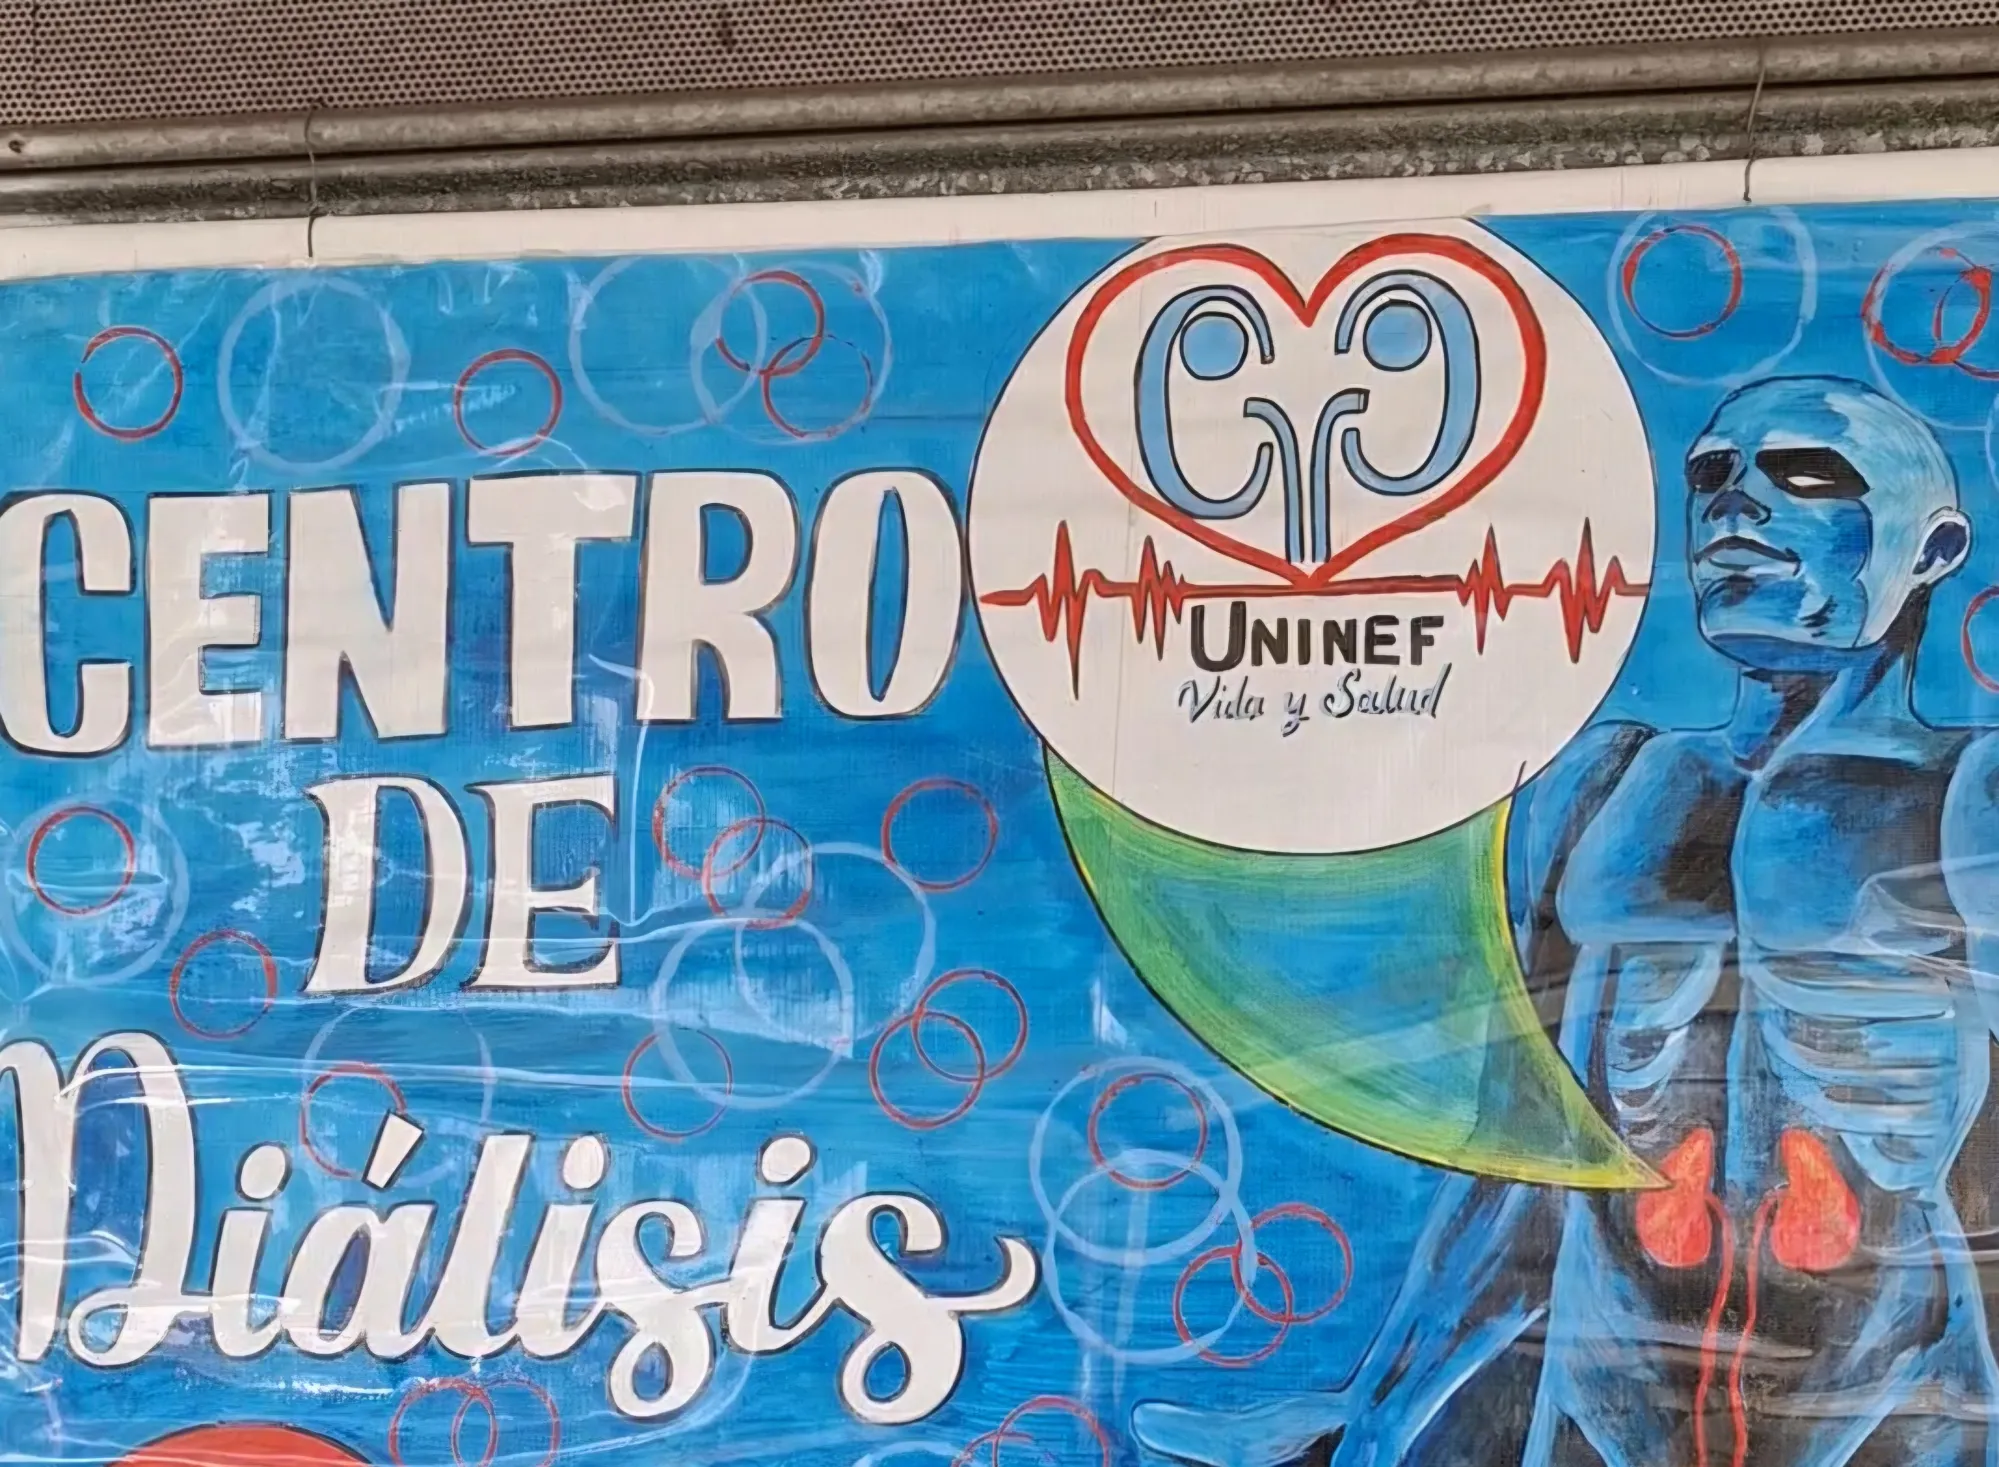 CENTRO
DE
Diálisis
UNINEF
Vida y Salud